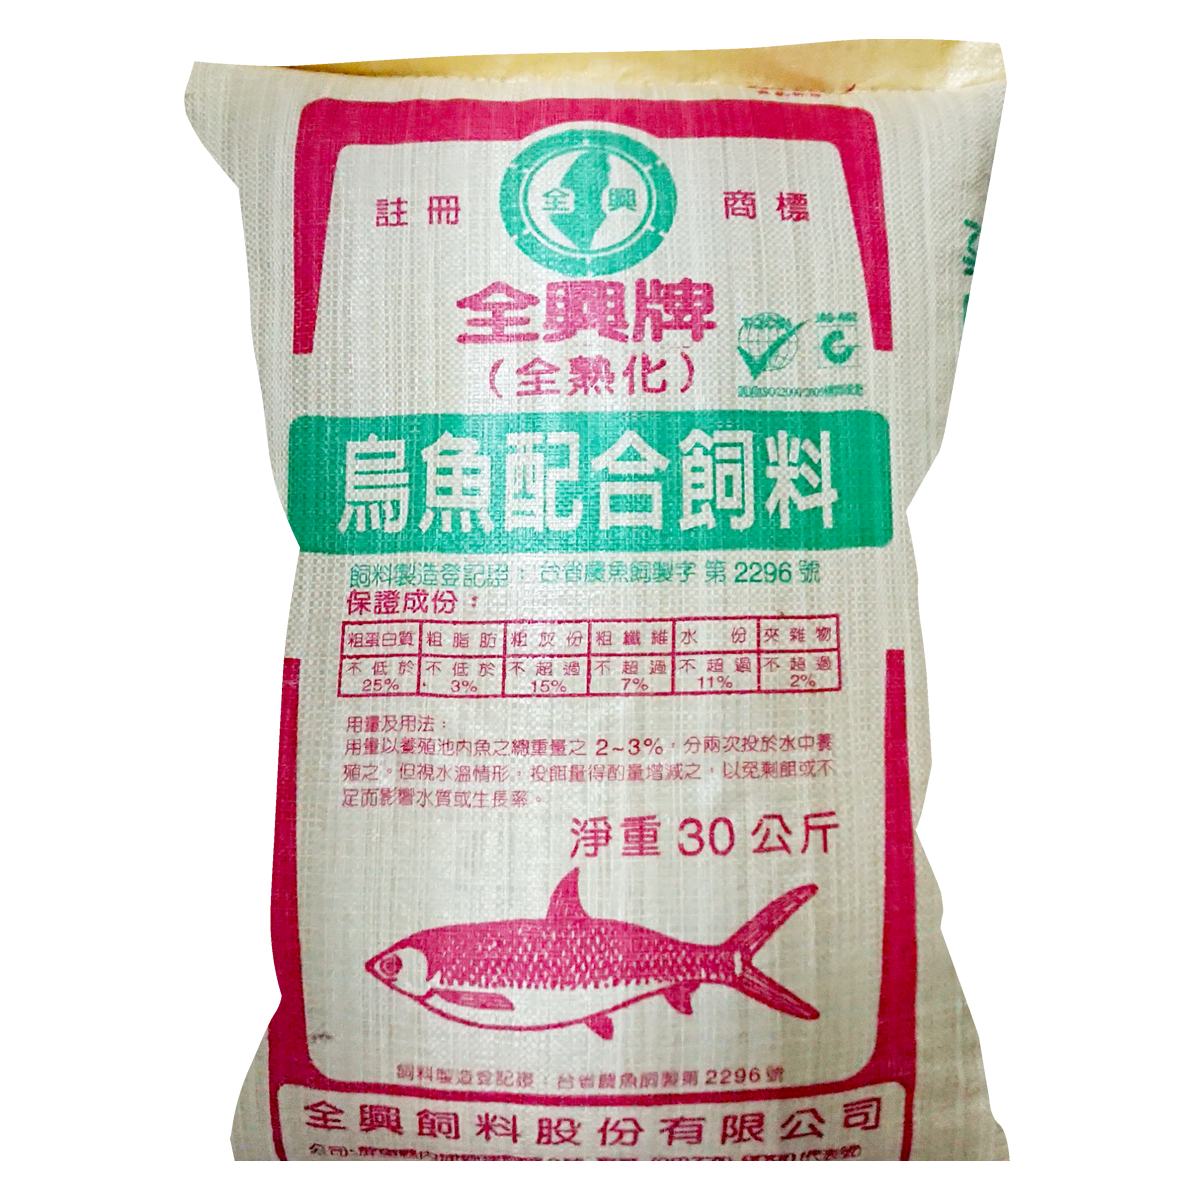 註冊 全興 商標
全興牌
(全熟化)
烏魚配合飼料
飼料製造登記證：台省農魚飼製字第2296號
保證成份：
粗蛋白質 粗脂肪 粗灰份 粗纖維 水份 夾雜物
不低於 不低於 不超過 不超過 不超過 不超過
25% 3% 15% 7% 11% 2%
用量及用法：
用量以養殖池內魚之總重量之2~3%，分兩次投於水中養
殖之。但視水溫情形，投餌量得酌量增減之，以免剩餌或不
足而影響水質或生長率。
淨重30公斤
飼料製造登記證：台省農魚飼製第2296號
全興飼料股份有限公司